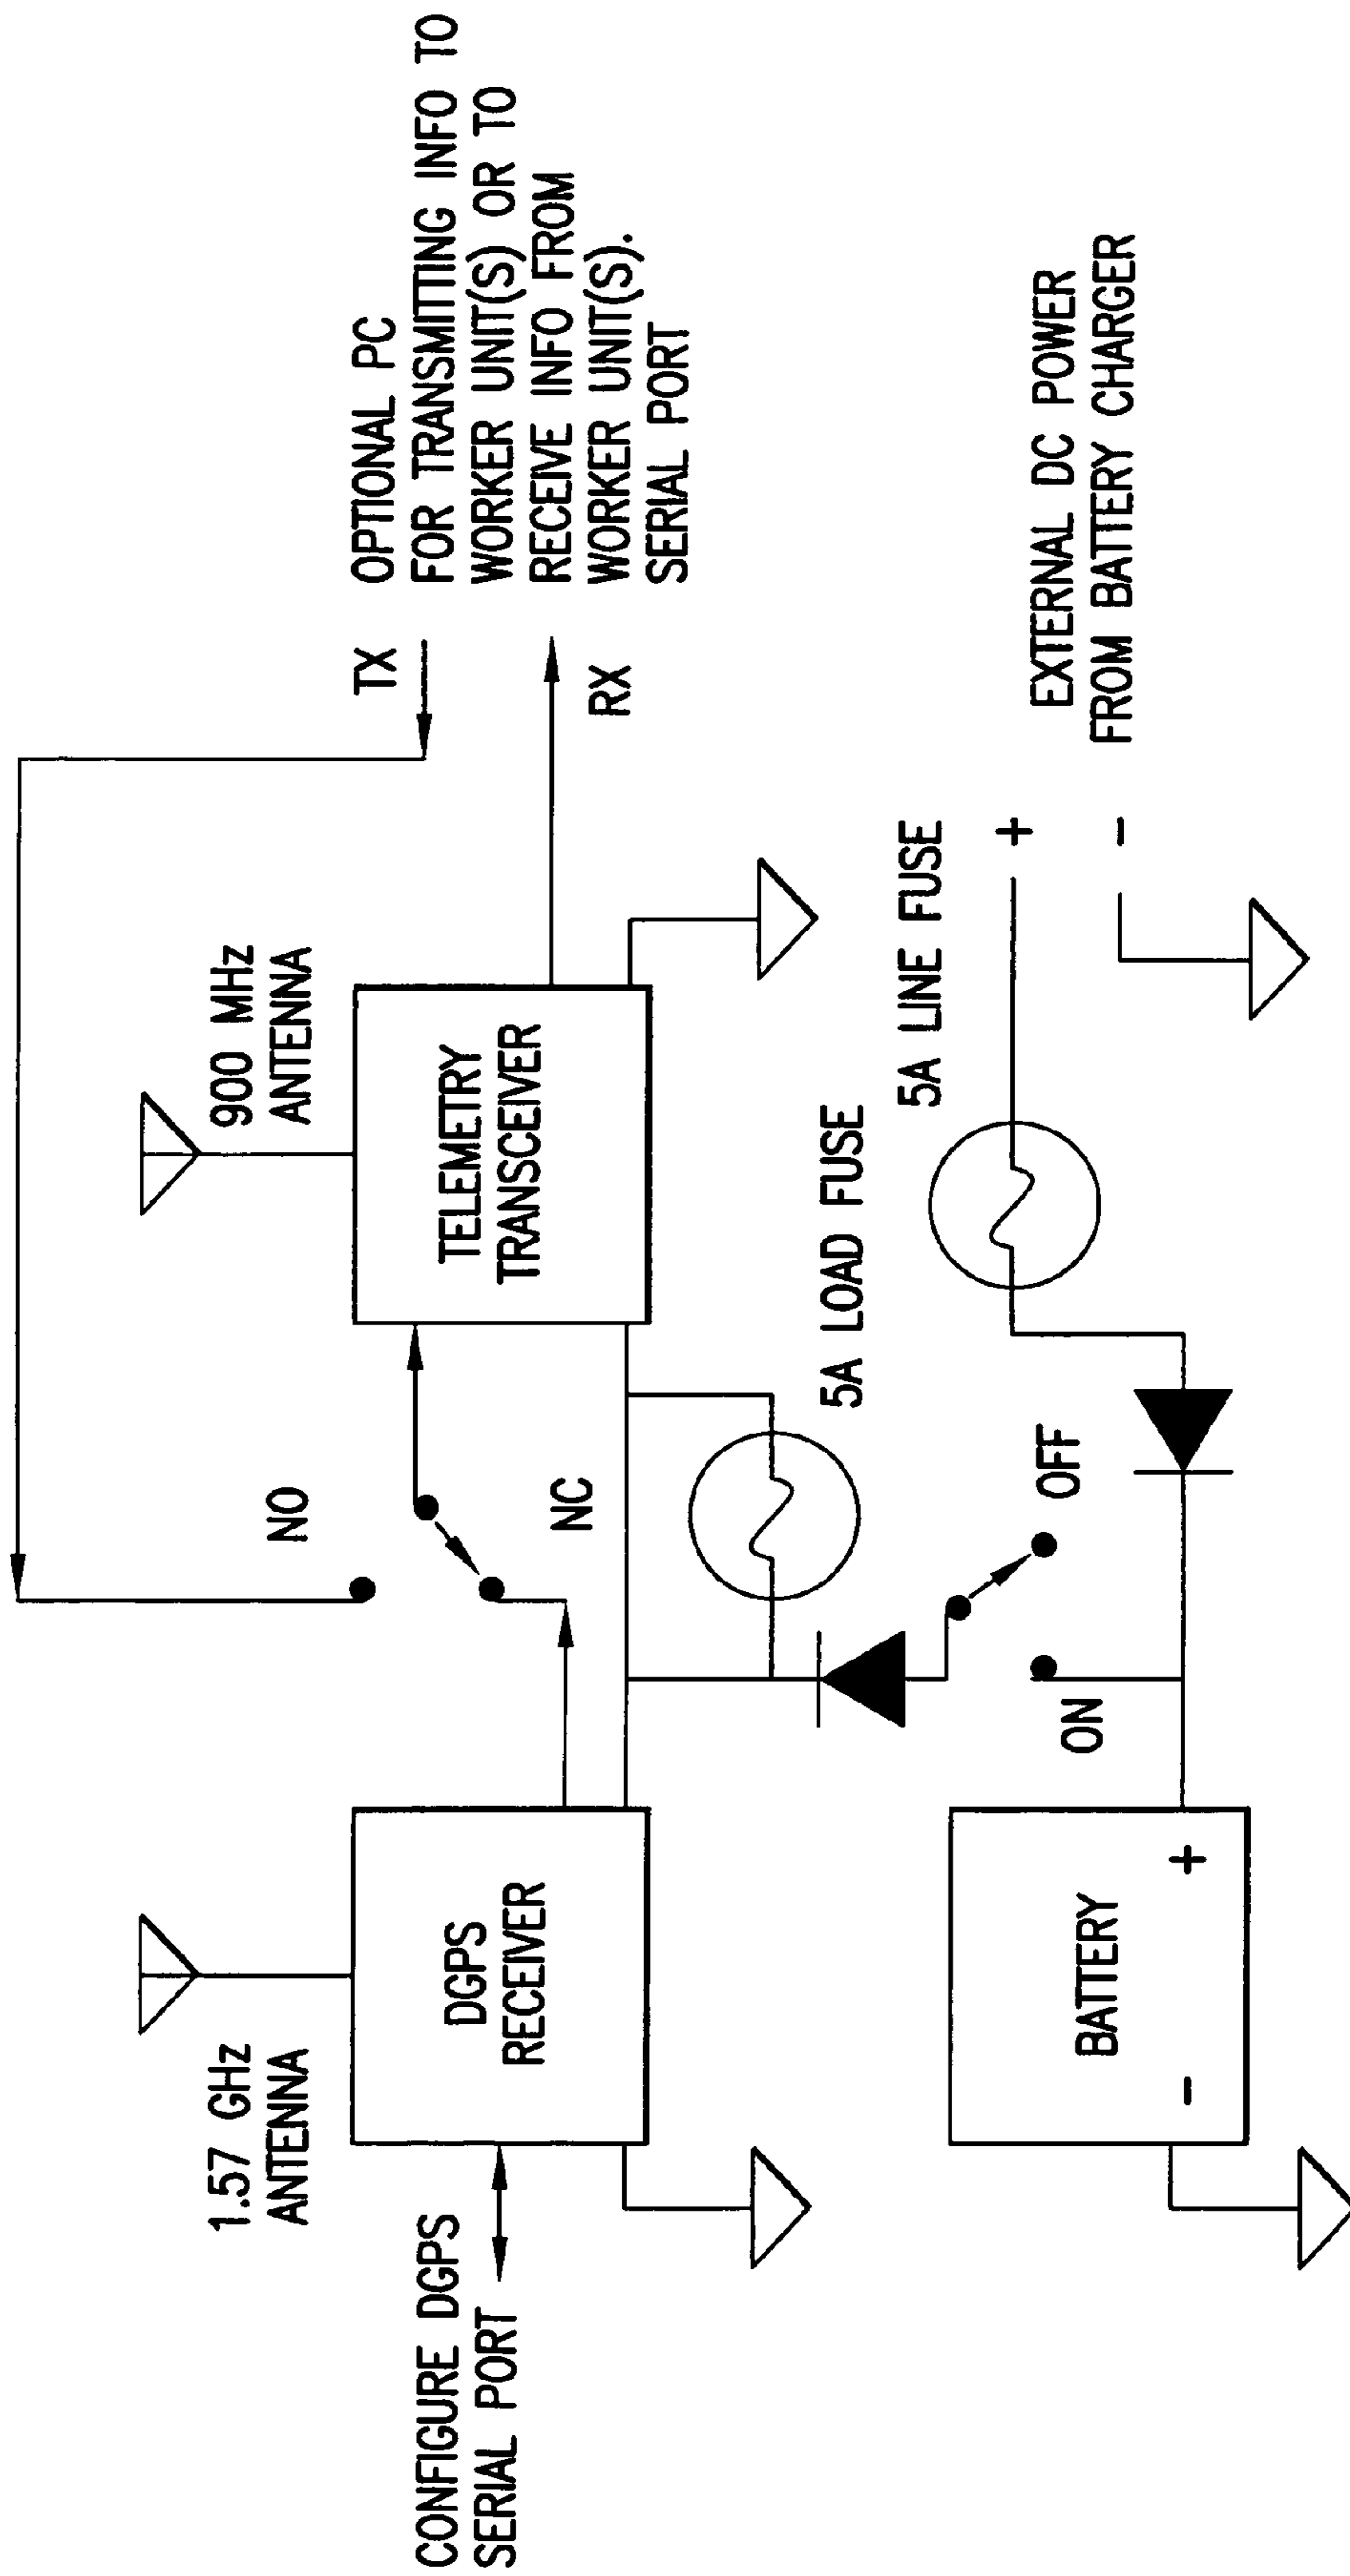 1.57 GHz
ANTENNA
900 MHz
ANTENNA
NO
TX
OPTIONAL PC
FOR TRANSMITTING INFO TO
WORKER UNIT(S) OR TO
RECEIVE INFO FROM
WORKER UNIT(S).
SERIAL PORT
RX
CONFIGURE DGPS
SERIAL PORT
DGPS
RECEIVER
TELEMETRY
TRANSCEIVER
NC
5A LOAD FUSE
5A LINE FUSE
+
-
EXTERNAL DC POWER
FROM BATTERY CHARGER
ON
OFF
BATTERY
-
+